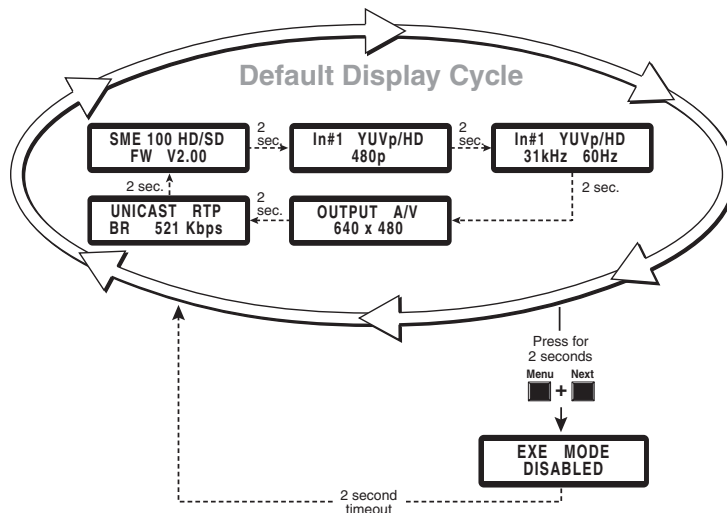 Default Display Cycle
SME 100 HD/SD
FW V2.00
2
sec.
In#1 YUVp/HD
480p
2
sec.
In#1 YUVp/HD
31kHz 60Hz
2 sec.
2 sec.
UNICAST RTP
BR 521 Kbps
2
sec.
OUTPUT A/V
640 x 480
Press for
2 seconds
Menu Next
+
EXE MODE
DISABLED
2 second
timeout